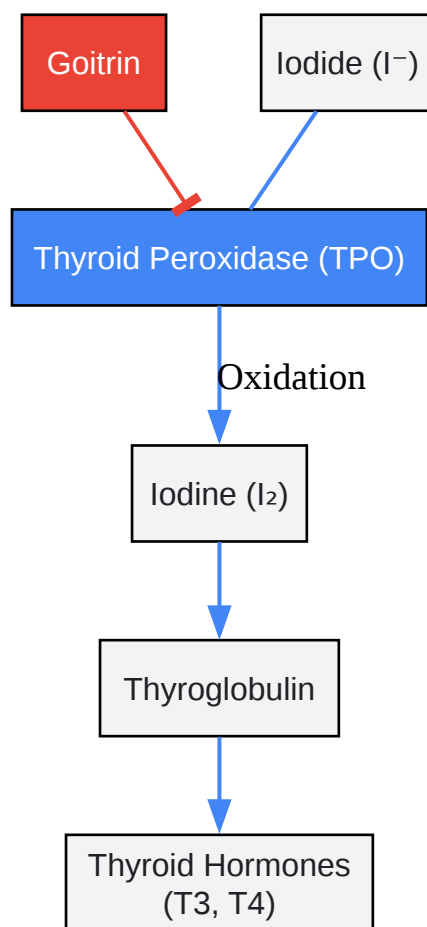 Goitrin
Iodide (I⁻)
Thyroid Peroxidase (TPO)
Oxidation
Iodine (I₂)
Thyroglobulin
Thyroid Hormones
(T3, T4)